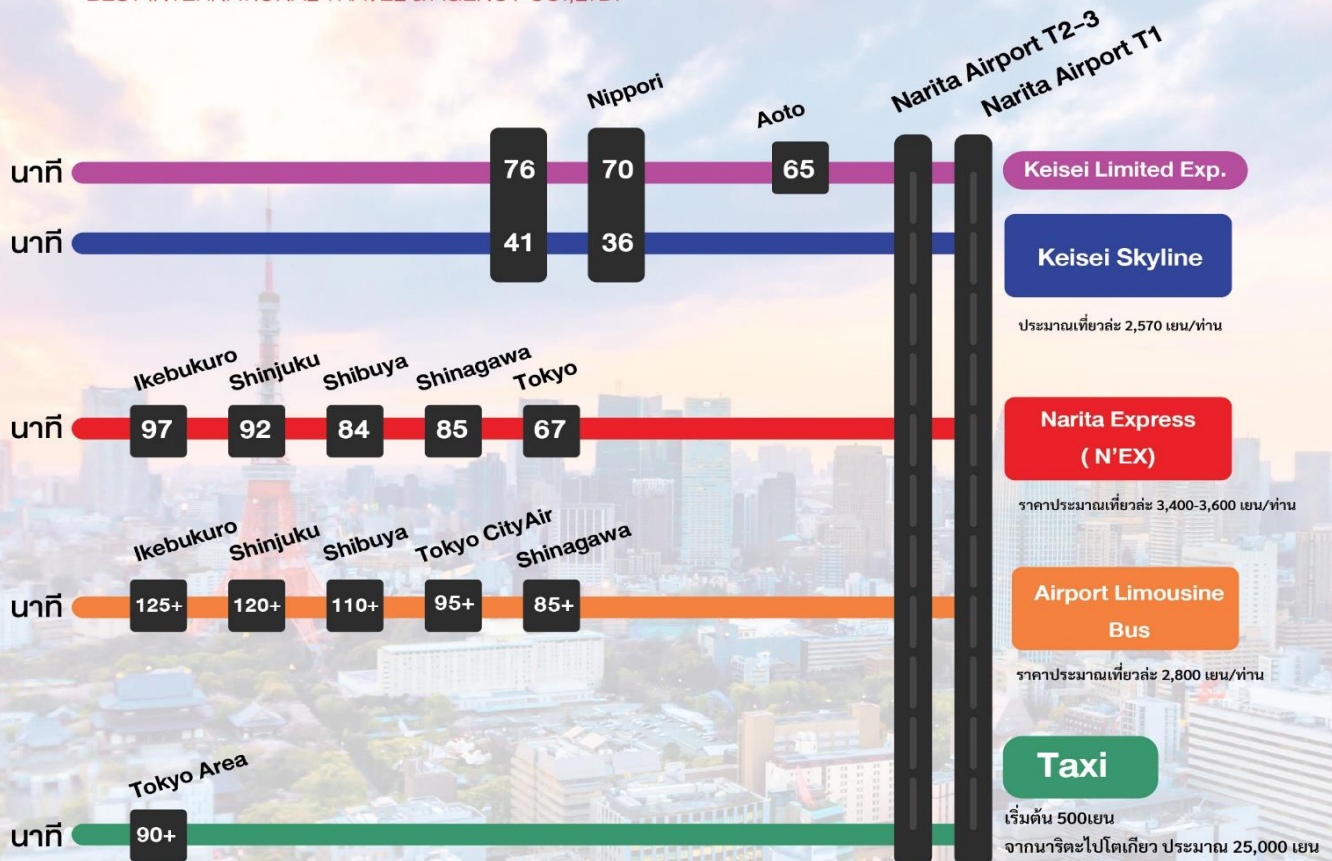 Narita Airport T2-3
Narita Airport T1
Nippori
Aoto
นาที
76
70
65
Keisei Limited Exp.
นาที
41
36
Keisei Skyline
ประมาณเที่ยวล่ะ 2,570 เยน/ท่าน
Ikebukuro
Shinjuku
Shibuya
Shinagawa
Tokyo
นาที
97
92
84
85
67
Narita Express
( N'EX)
ราคาประมาณเที่ยวล่ะ 3,400-3,600 เยน/ท่าน
Ikebukuro
Shinjuku
Shibuya
Tokyo CityAir
Shinagawa
นาที
125+
120+
110+
95+
85+
Airport Limousine
Bus
ราคาประมาณเที่ยวล่ะ 2,800 เยน/ท่าน
Tokyo Area
นาที
90+
Taxi
เริ่มต้น 500เยน
จากนาริตะไปโตเกียว ประมาณ 25,000 เยน